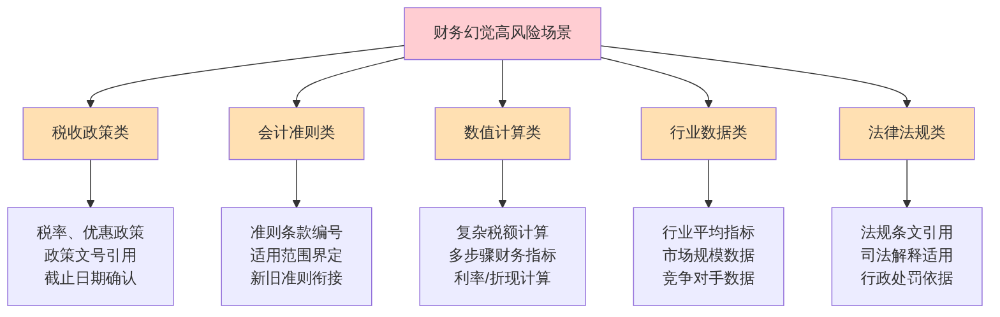 财务幻觉高风险场景
税收政策类
会计准则类
数值计算类
行业数据类
法律法规类
税率、优惠政策
政策文号引用
截止日期确认
准则条款编号
适用范围界定
新旧准则衔接
复杂税额计算
多步骤财务指标
利率/折现计算
行业平均指标
市场规模数据
竞争对手数据
法规条文引用
司法解释适用
行政处罚依据